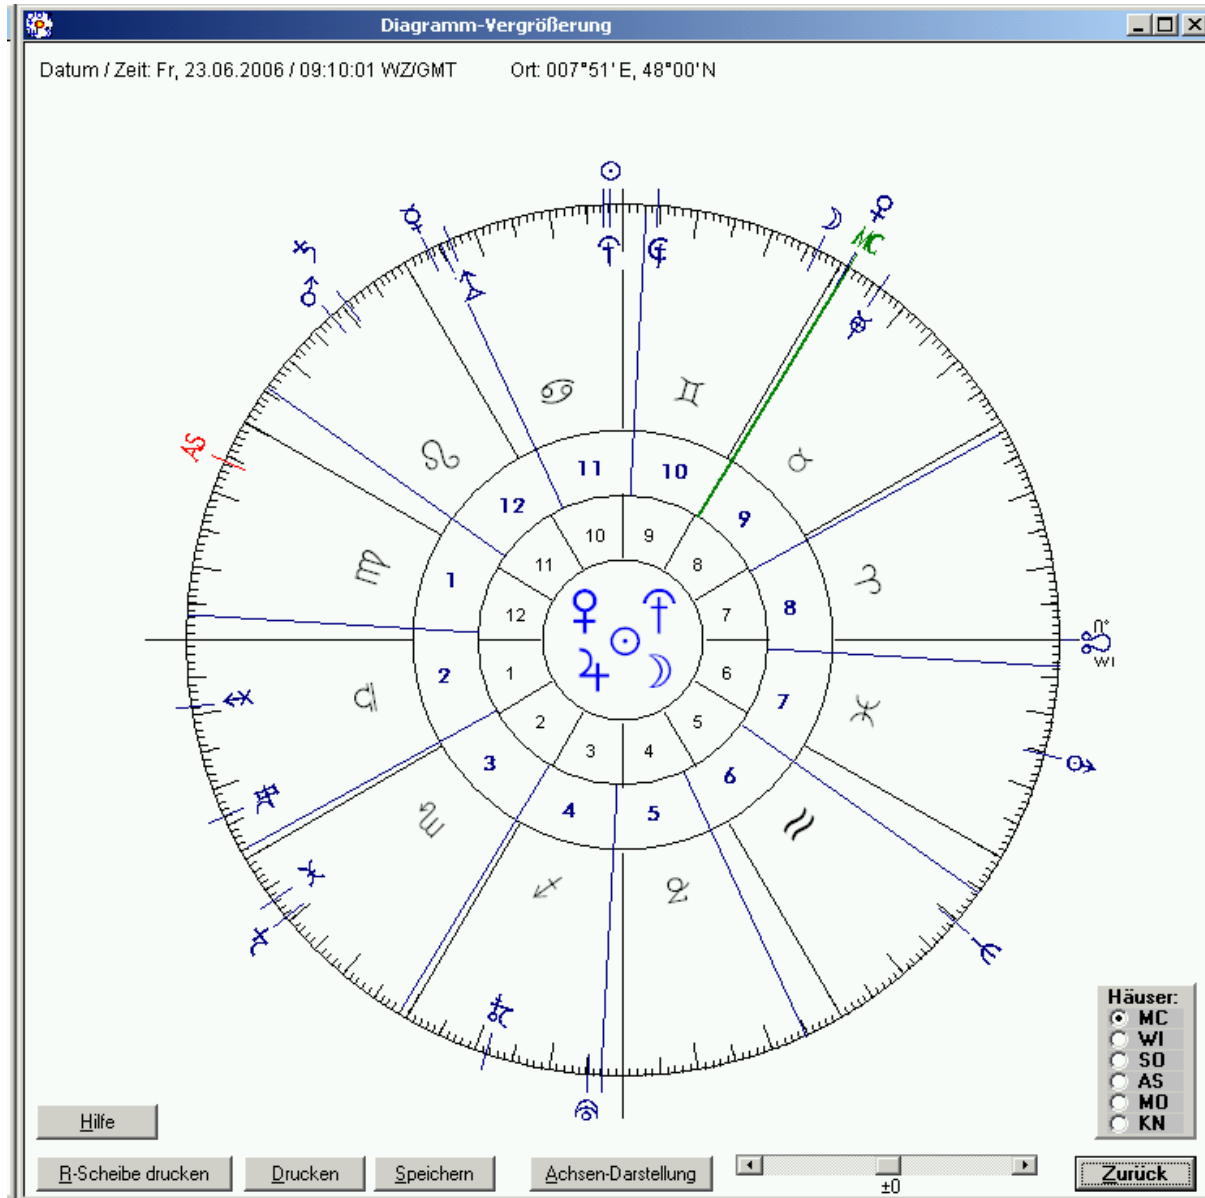 Diagramm-Vergrößerung
Datum / Zeit: Fr, 23.06.2006 / 09:10:01 WZ/GMT Ort: 007°51'E, 48°00'N
MC
AS
11 10
12 9
10 9
11 8
1 8
12 7
WI
2 7
1 6
2 5
3 4
3 6
4 5
Häuser:
MC
WI
SO
AS
MO
KN
Hilfe
R-Scheibe drucken Drucken Speichern Achsen-Darstellung ±0 Zurück